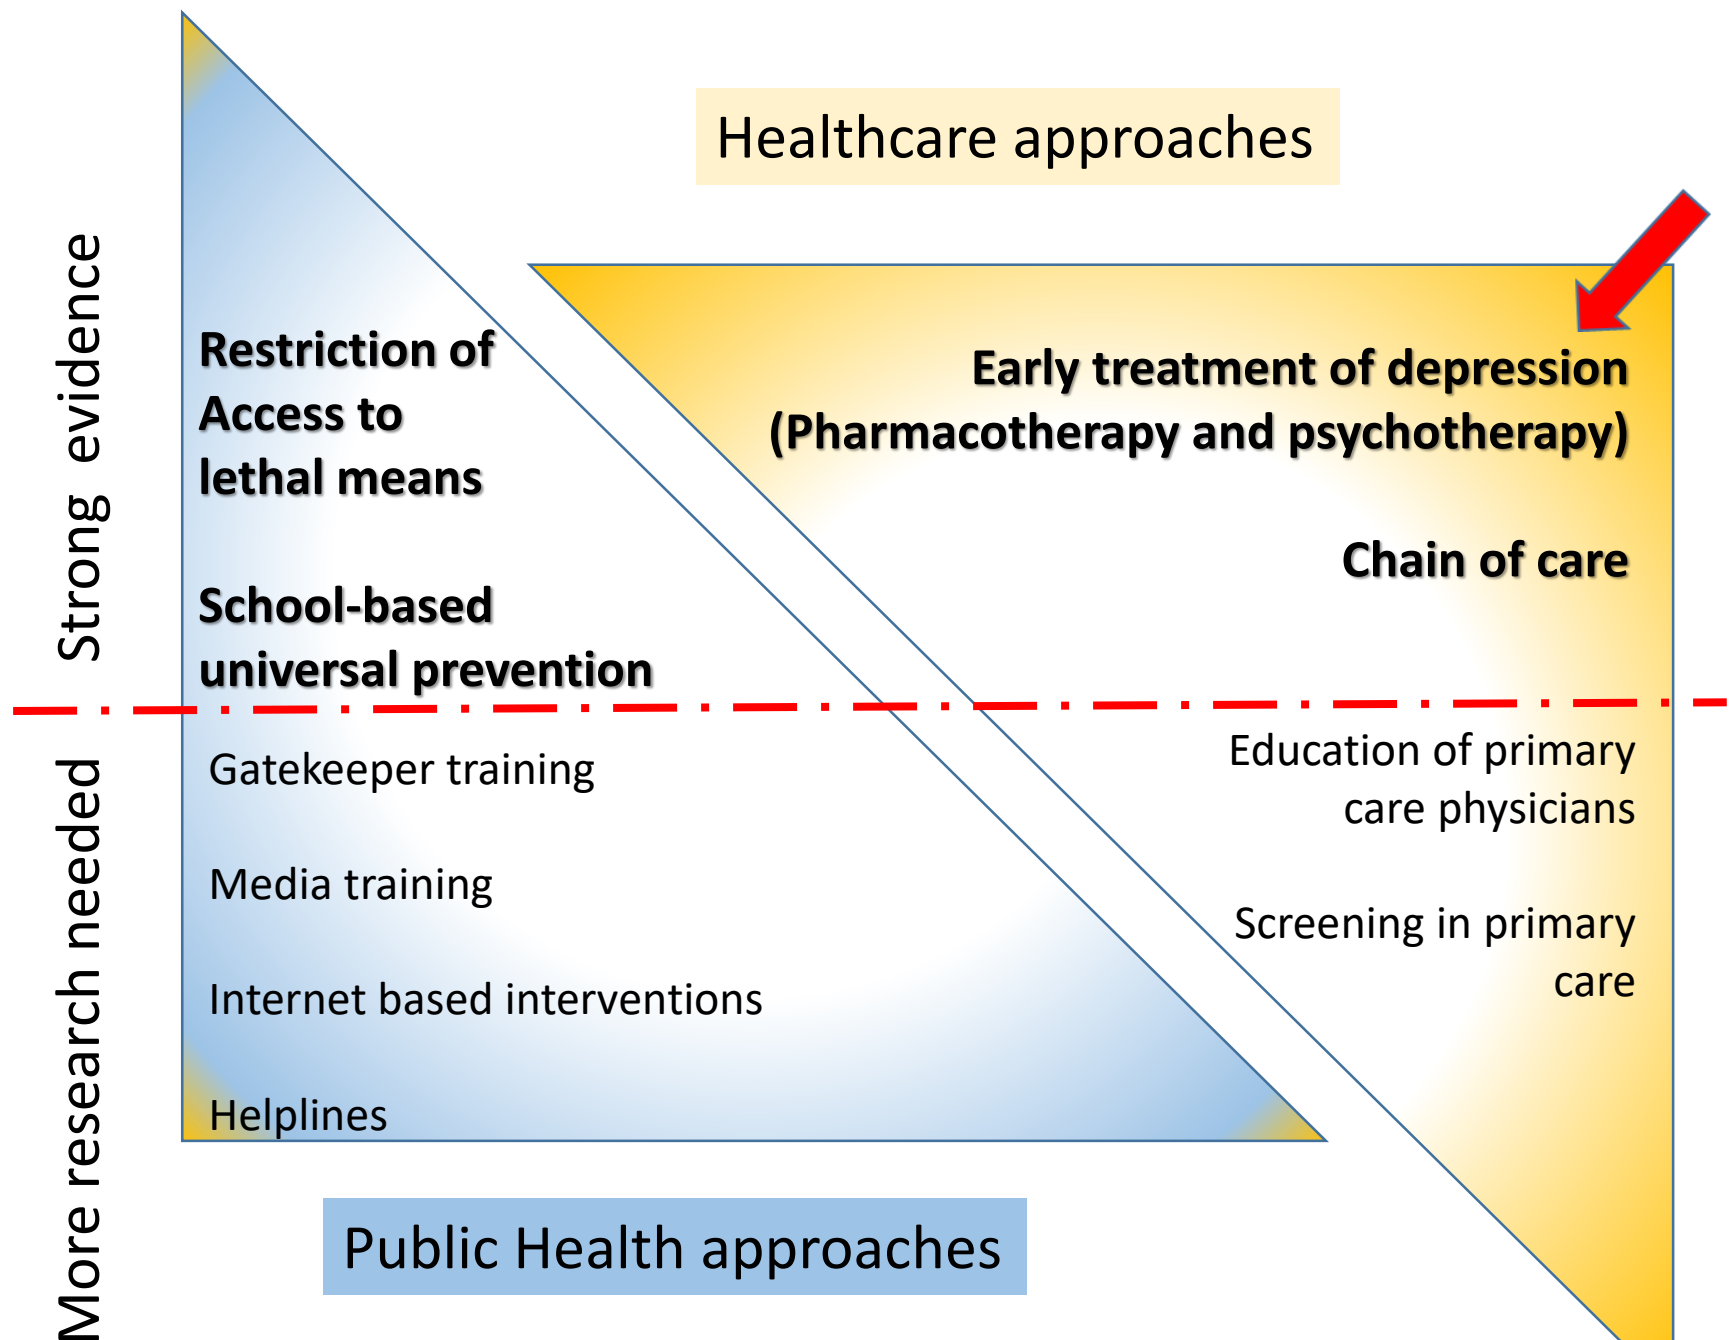 Healthcare approaches
Strong evidence
Restriction of
Access to
lethal means
School-based
universal prevention
Early treatment of depression
(Pharmacotherapy and psychotherapy)
Chain of care
More research needed
Gatekeeper training
Media training
Internet based interventions
Helplines
Education of primary
care physicians
Screening in primary
care
Public Health approaches